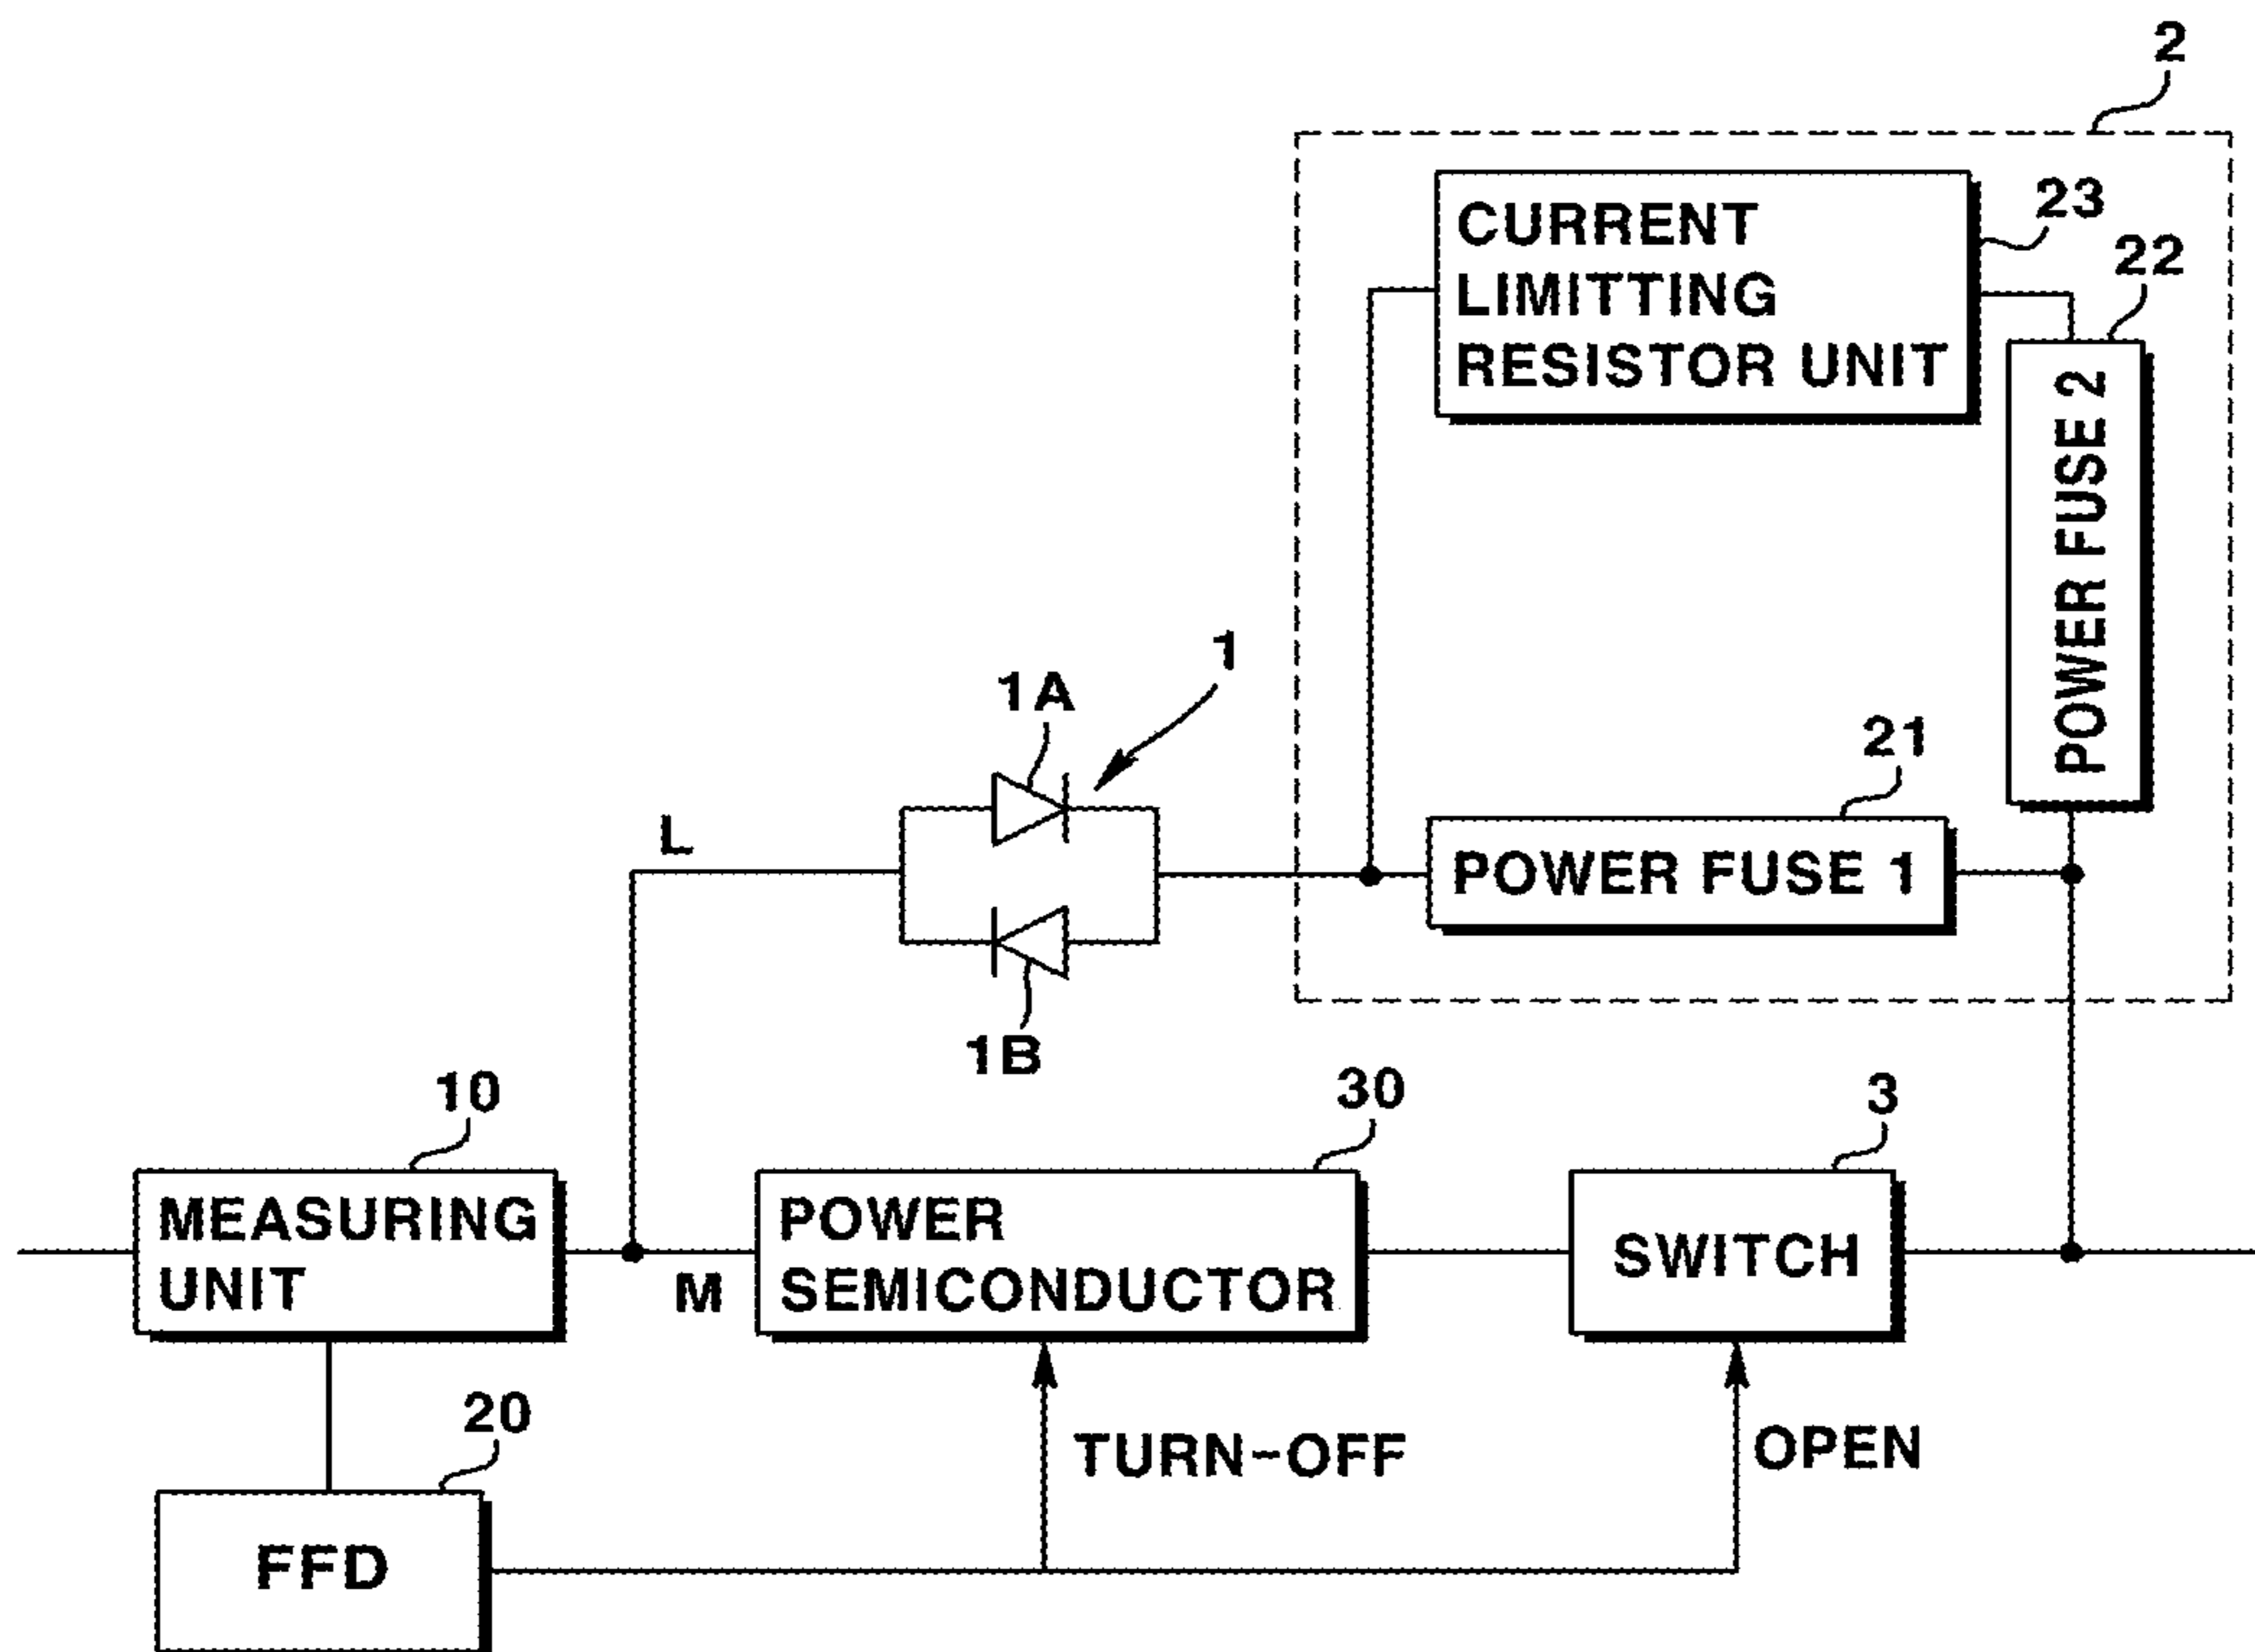 2
CURRENT
LIMITTING
RESISTOR UNIT
23
22
POWER FUSE 2
1
1A
21
L
POWER FUSE 1
1B
10
30
3
MEASURING
UNIT
M
POWER
SEMICONDUCTOR
SWITCH
20
TURN-OFF
OPEN
FFD